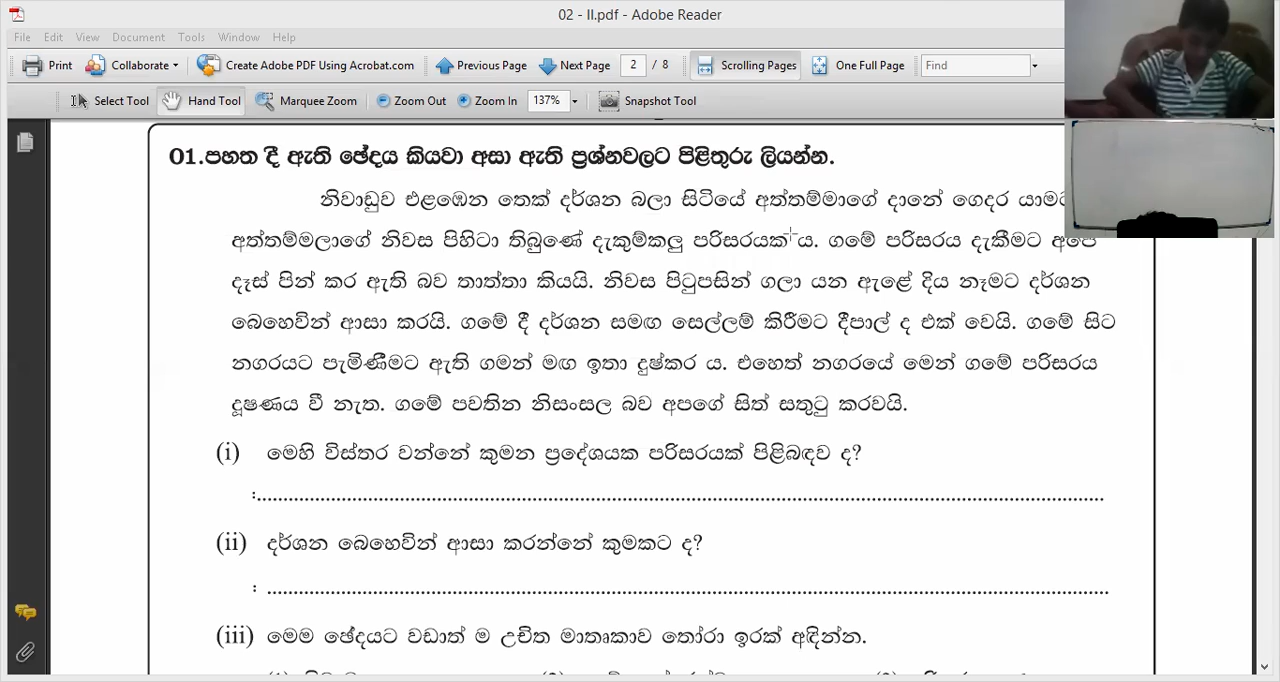 02 - II.pdf - Adobe Reader
File Edit View Document Tools Window Help
Print Collaborate Create Adobe PDF Using Acrobat.com Previous Page Next Page 2 / 8 Scrolling Pages One Full Page Find
Select Tool Hand Tool Marquee Zoom Zoom Out Zoom In 137% Snapshot Tool
01.පහත දී ඇති ඡේදය කියවා අසා ඇති ප්‍රශ්නවලට පිළිතුරු ලියන්න.
නිවාඩුව එළඹෙන තෙක් දර්ශන බලා සිටියේ අත්තම්මාගේ දානේ ගෙදර යාමට
අත්තම්මලාගේ නිවස පිහිටා තිබුණේ දැකුම්කලු පරිසරයක ය. ගමේ පරිසරය දැකීමට අපේ
දෑස් පින් කර ඇති බව තාත්තා කියයි. නිවස පිටුපසින් ගලා යන ඇළේ දිය නෑමට දර්ශන
බෙහෙවින් ආසා කරයි. ගමේ දී දර්ශන සමඟ සෙල්ලම් කිරීමට දීපාල් ද එක් වෙයි. ගමේ සිට
නගරයට පැමිණීමට ඇති ගමන් මඟ ඉතා දුෂ්කර ය. එහෙත් නගරයේ මෙන් ගමේ පරිසරය
දූෂණය වී නැත. ගමේ පවතින නිසංසල බව අපගේ සිත් සතුටු කරවයි.
(i) මෙහි විස්තර වන්නේ කුමන ප්‍රදේශයක පරිසරයක් පිළිබඳව ද?
(ii) දර්ශන බෙහෙවින් ආසා කරන්නේ කුමකට ද?
(iii) මෙම ඡේදයට වඩාත් ම උචිත මාතෘකාව තෝරා ඉරක් අඳින්න.